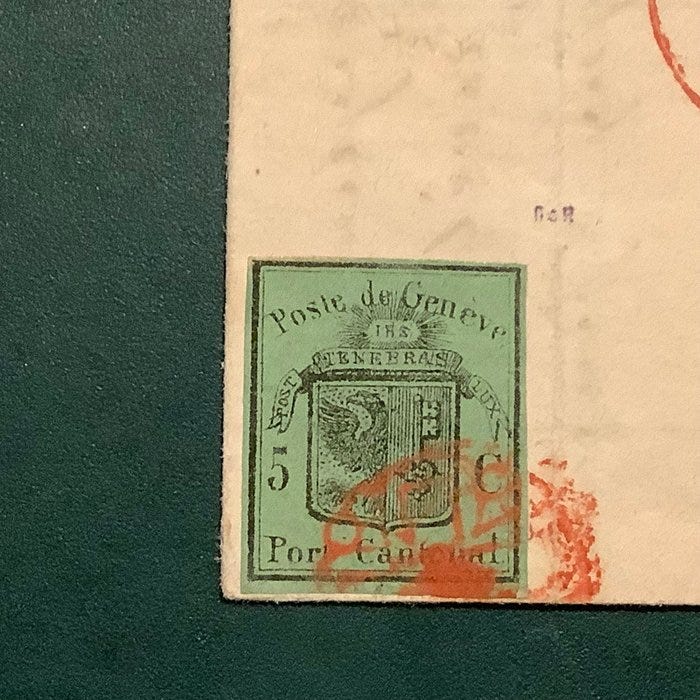 G&R
Poste de Genève
IHS
POST TENEBRAS LUX
5 C
Port Cantonal